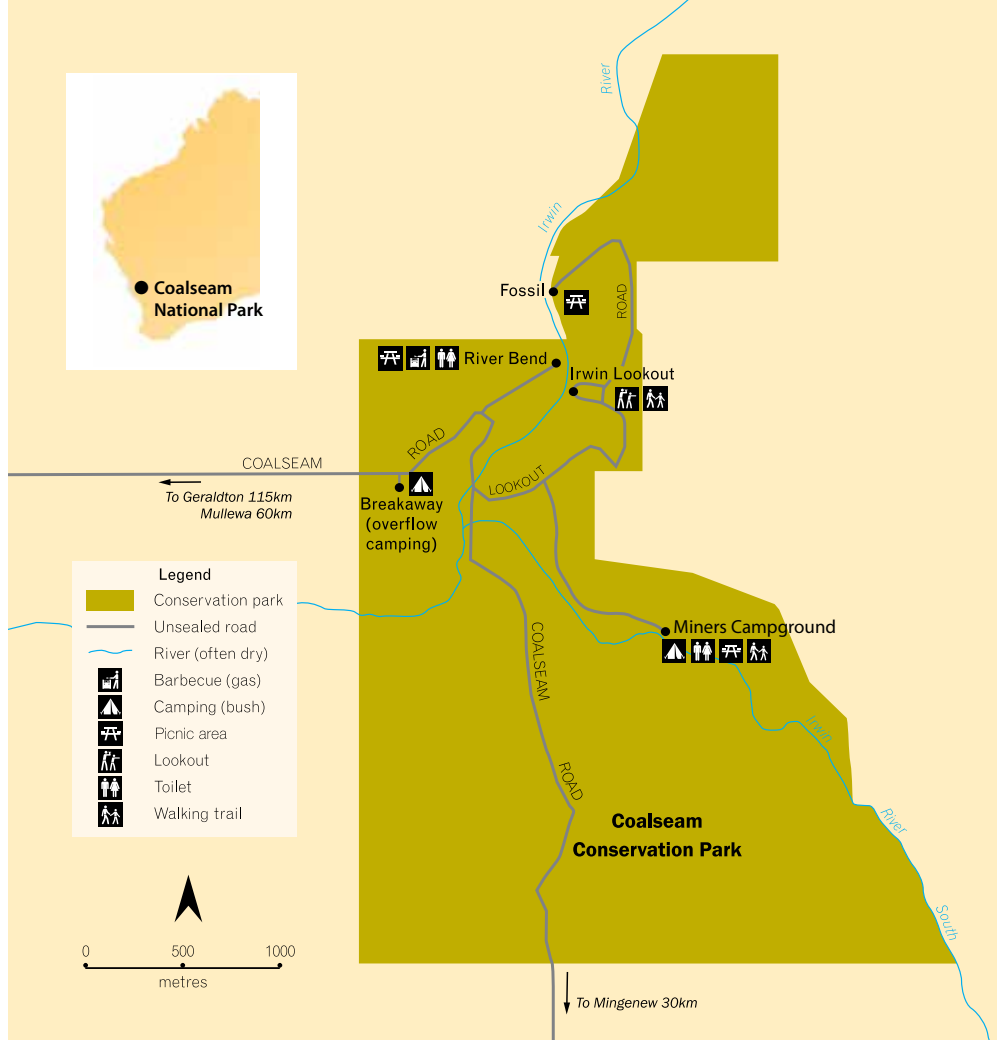 River
Irwin
Coalseam
National Park
Fossil
ROAD
River Bend
Irwin Lookout
ROAD
COALSEAM
LOOKOUT
To Geraldton 115km
Mullewa 60km
Breakaway
(overflow
camping)
Legend
Conservation park
Unsealed road
River (often dry)
Barbecue (gas)
Camping (bush)
Picnic area
Lookout
Toilet
Walking trail
COALSEAM
ROAD
Miners Campground
Irwin
River
South
Coalseam
Conservation Park
0 500 1000
metres
To Mingenew 30km